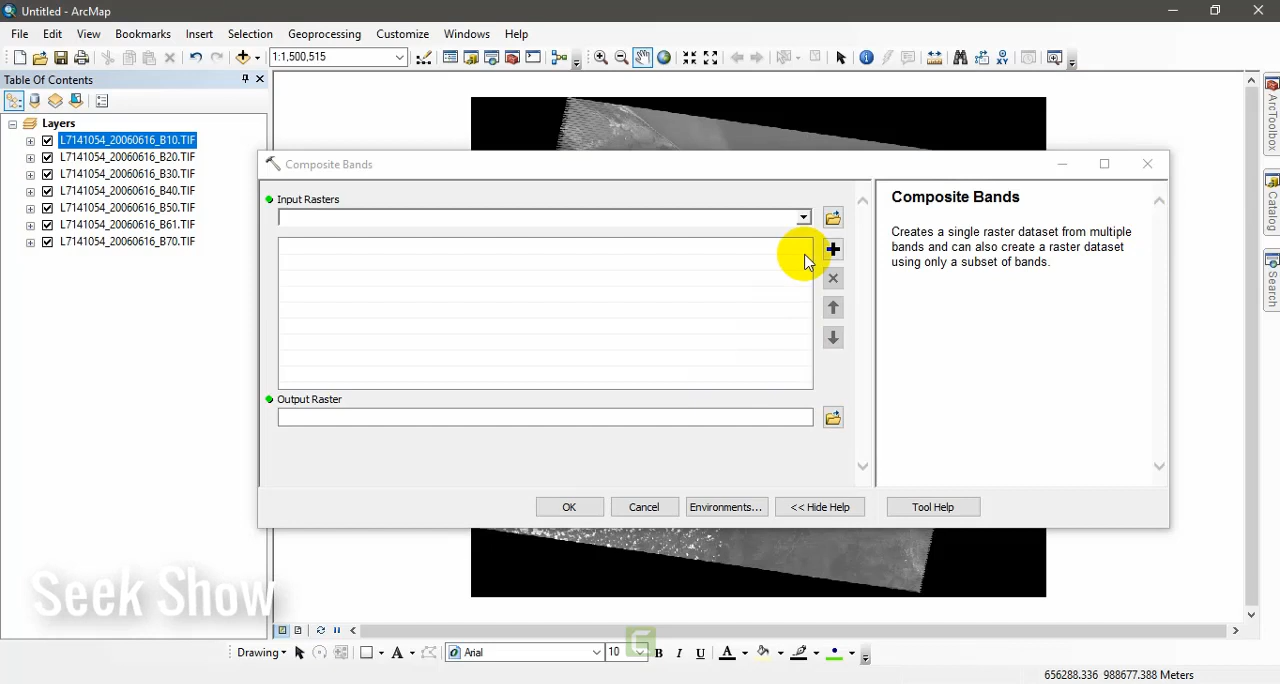 Untitled - ArcMap
File Edit View Bookmarks Insert Selection Geoprocessing Customize Windows Help
1:1,500,515
Table Of Contents
Layers
L7141054_20060616_B10.TIF
L7141054_20060616_B20.TIF
L7141054_20060616_B30.TIF
L7141054_20060616_B40.TIF
L7141054_20060616_B50.TIF
L7141054_20060616_B61.TIF
L7141054_20060616_B70.TIF
Composite Bands
Input Rasters
Output Raster
OK Cancel Environments... << Hide Help Tool Help
Composite Bands
Creates a single raster dataset from multiple
bands and can also create a raster dataset
using only a subset of bands.
ArcToolbox
Catalog
Search
Seek Show
Drawing A Arial 10 B I U A
656288.336 988677.388 Meters